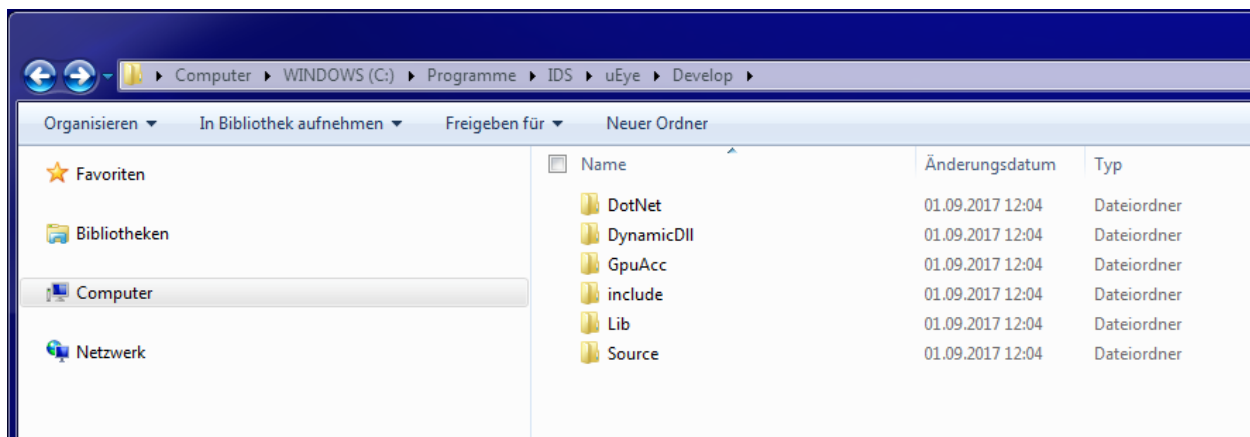 Computer WINDOWS (C:) Programme IDS uEye Develop
Organisieren In Bibliothek aufnehmen Freigeben für Neuer Ordner
Favoriten
Bibliotheken
Computer
Netzwerk
Name Änderungsdatum Typ
DotNet 01.09.2017 12:04 Dateiordner
DynamicDll 01.09.2017 12:04 Dateiordner
GpuAcc 01.09.2017 12:04 Dateiordner
include 01.09.2017 12:04 Dateiordner
Lib 01.09.2017 12:04 Dateiordner
Source 01.09.2017 12:04 Dateiordner